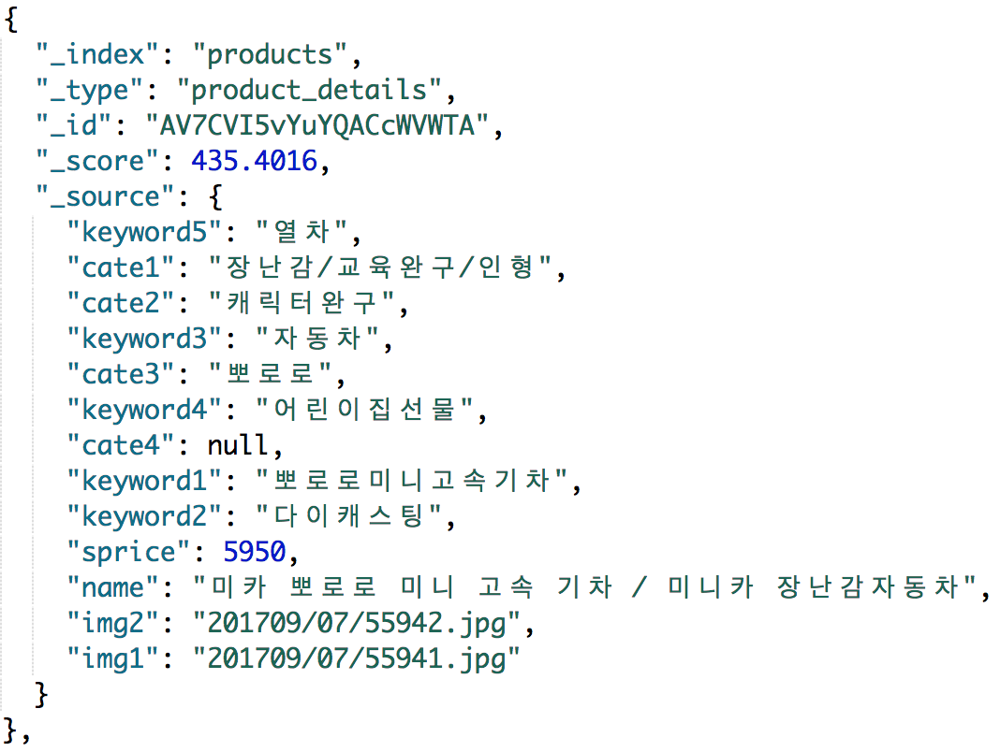 {
"_index": "products",
"_type": "product_details",
"_id": "AV7CVI5vYuYQACcWVWTA",
"_score": 435.4016,
"_source": {
"keyword5": "열차",
"cate1": "장난감/교육완구/인형",
"cate2": "캐릭터완구",
"keyword3": "자동차",
"cate3": "뽀로로",
"keyword4": "어린이집선물",
"cate4": null,
"keyword1": "뽀로로미니고속기차",
"keyword2": "다이캐스팅",
"sprice": 5950,
"name": "미카 뽀로로 미니 고속 기차 / 미니카 장난감자동차",
"img2": "201709/07/55942.jpg",
"img1": "201709/07/55941.jpg"
}
},